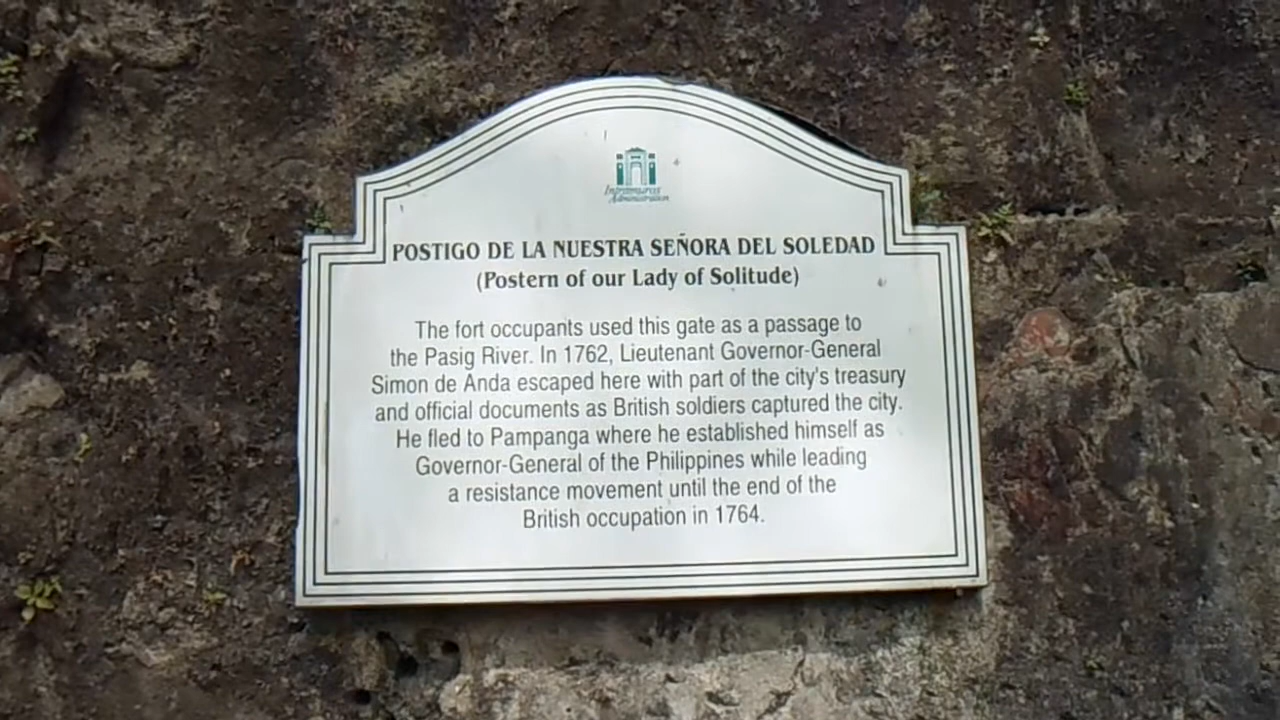 Intramuros
Administration
POSTIGO DE LA NUESTRA SEÑORA DEL SOLEDAD
(Postern of our Lady of Solitude)
The fort occupants used this gate as a passage to
the Pasig River. In 1762, Lieutenant Governor-General
Simon de Anda escaped here with part of the city's treasury
and official documents as British soldiers captured the city.
He fled to Pampanga where he established himself as
Governor-General of the Philippines while leading
a resistance movement until the end of the
British occupation in 1764.